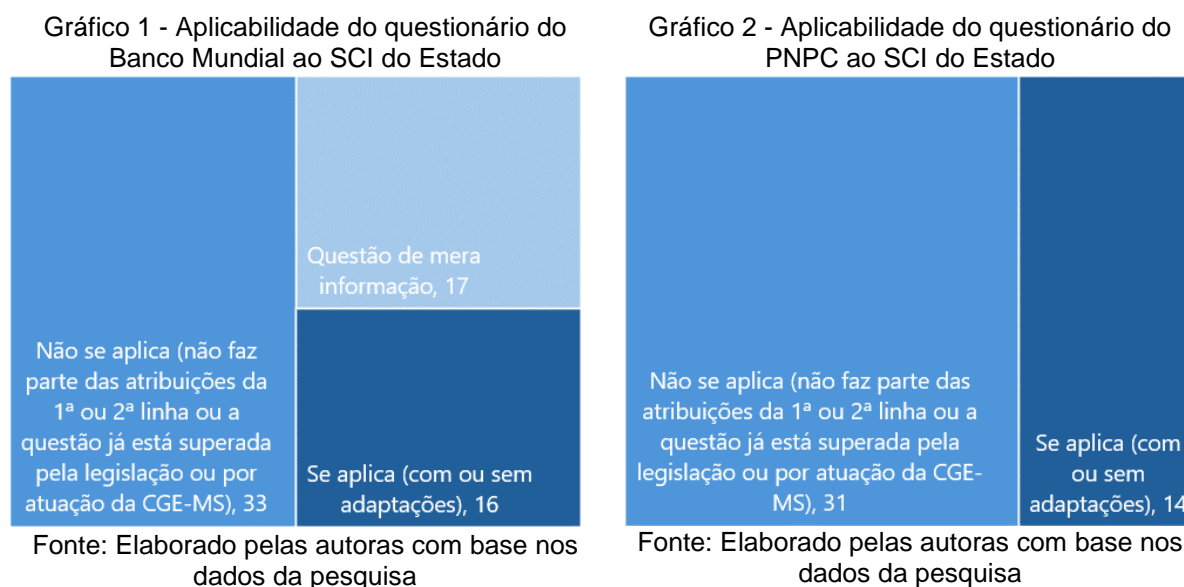 Gráfico 1 - Aplicabilidade do questionário do
Banco Mundial ao SCI do Estado
Questão de mera
informação, 17
Não se aplica (não faz
parte das atribuições da
1ª ou 2ª linha ou a
questão já está superada
pela legislação ou por
atuação da CGE-MS), 33
Se aplica (com ou sem
adaptações), 16
Fonte: Elaborado pelas autoras com base nos
dados da pesquisa
Gráfico 2 - Aplicabilidade do questionário do
PNPC ao SCI do Estado
Não se aplica (não faz parte das
atribuições da 1ª ou 2ª linha ou a
questão já está superada pela
legislação ou por atuação da CGE-
MS), 31
Se aplica (com
ou sem
adaptações), 14
Fonte: Elaborado pelas autoras com base nos
dados da pesquisa